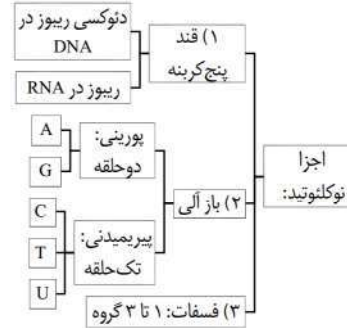 اجزا
نوکلئوتید:
۱) قند
پنج‌کربنه
دئوکسی ریبوز در
DNA
ریبوز در RNA
۲) باز آلی
پورینی:
دوحلقه
A
G
پیریمیدنی:
تک‌حلقه
C
T
U
۳) فسفات: ۱ تا ۳ گروه